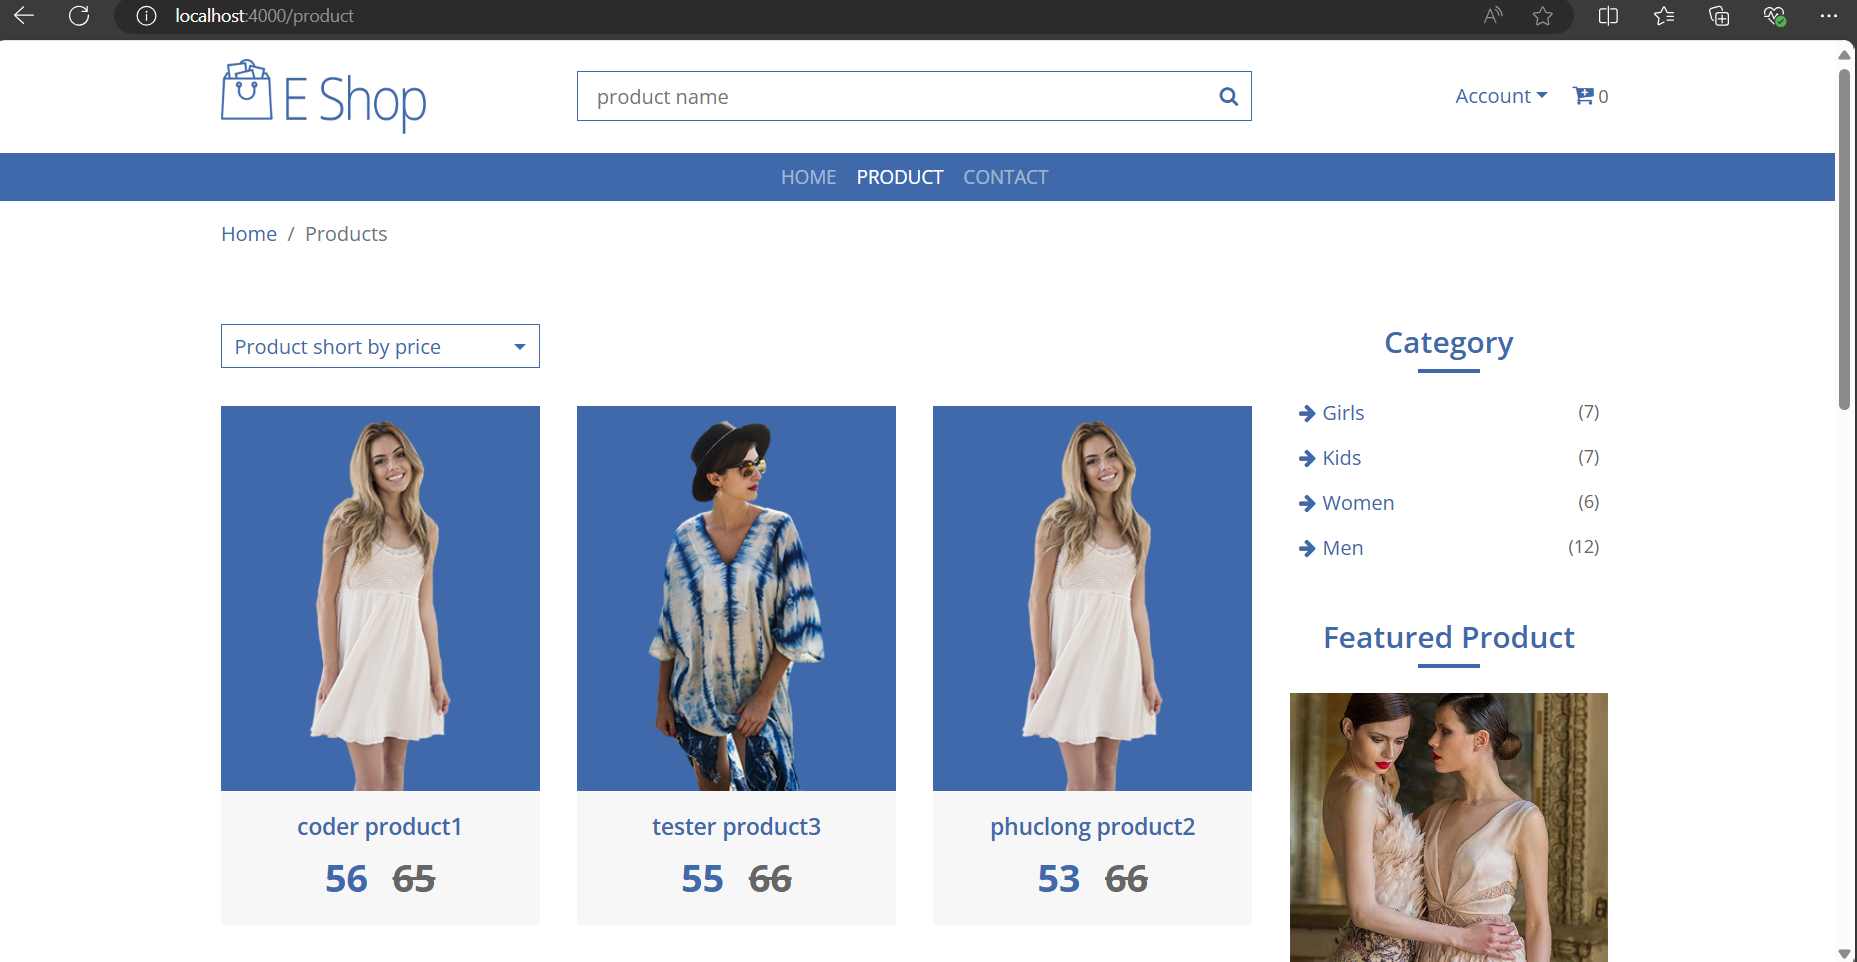 localhost:4000/product
E Shop
product name
Account
0
HOME PRODUCT CONTACT
Home / Products
Product short by price
coder product1
56 65
tester product3
55 66
phuclong product2
53 66
Category
Girls (7)
Kids (7)
Women (6)
Men (12)
Featured Product